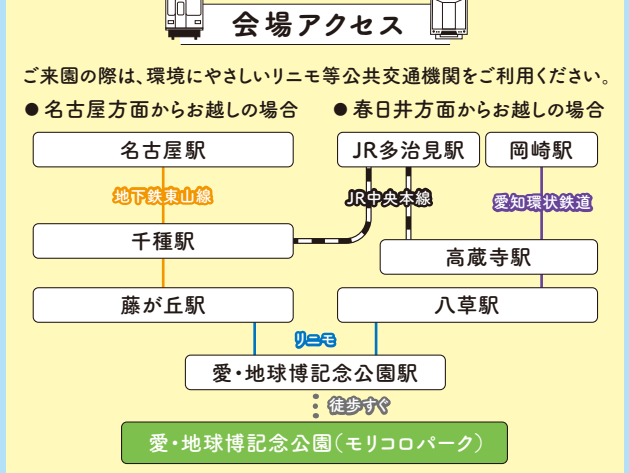 会場アクセス
ご来園の際は、環境にやさしいリニモ等公共交通機関をご利用ください。
● 名古屋方面からお越しの場合
● 春日井方面からお越しの場合
名古屋駅
JR多治見駅
岡崎駅
地下鉄東山線
JR中央本線
愛知環状鉄道
千種駅
高蔵寺駅
藤が丘駅
八草駅
リニモ
愛・地球博記念公園駅
徒歩すぐ
愛・地球博記念公園(モリコロパーク)